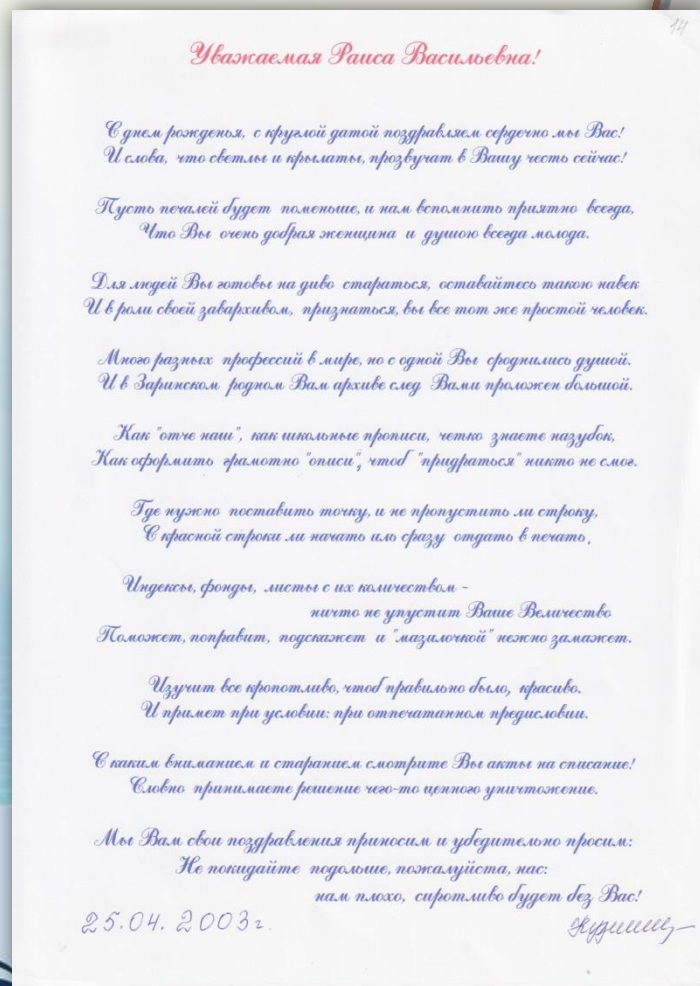 14
Уважаемая Раиса Васильевна!
С днем рожденья, с круглой датой поздравляем сердечно мы Вас!
И слова, что светлы и крылаты, прозвучат в Вашу честь сейчас!
Пусть печалей будет поменьше, и нам вспомнить приятно всегда,
Что Вы очень добрая женщина и душою всегда молода.
Для людей Вы готовы на диво стараться, оставайтесь такою навек
И в роли своей завархивом, признаться, вы все тот же простой человек.
Много разных профессий в мире, но с одной Вы сроднились душой.
И в Заринском родном Вам архиве след Вами проложен большой.
Как "отче наш", как школьные прописи, четко знаете назубок,
Как оформить грамотно "описи", чтоб "придраться" никто не смог.
Где нужно поставить точку, и не пропустить ли строку,
С красной строки ли начать иль сразу отдать в печать.
Индексы, фонды, листы с их количеством -
ничто не упустит Ваше Величество
Поможет, поправит, подскажет и "мазилочкой" нежно замажет.
Изучит все кропотливо, чтоб правильно было, красиво.
И примет при условии: при отпечатанном предисловии.
С каким вниманием и старанием смотрите Вы акты на списание!
Словно принимаете решение чего-то ценного уничтожение.
Мы Вам свои поздравления приносим и убедительно просим:
Не покидайте подольше, пожалуйста, нас:
нам плохо, сиротливо будет без Вас!
25.04.2003г.